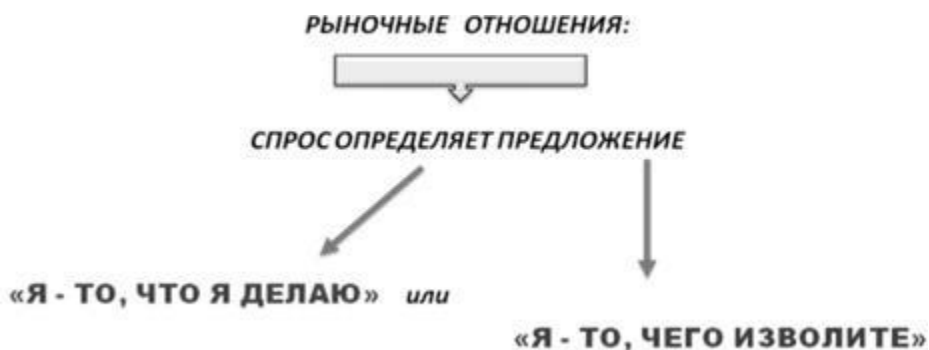 РЫНОЧНЫЕ ОТНОШЕНИЯ:
СПРОС ОПРЕДЕЛЯЕТ ПРЕДЛОЖЕНИЕ
«Я - ТО, ЧТО Я ДЕЛАЮ» или
«Я - ТО, ЧЕГО ИЗВОЛИТЕ»